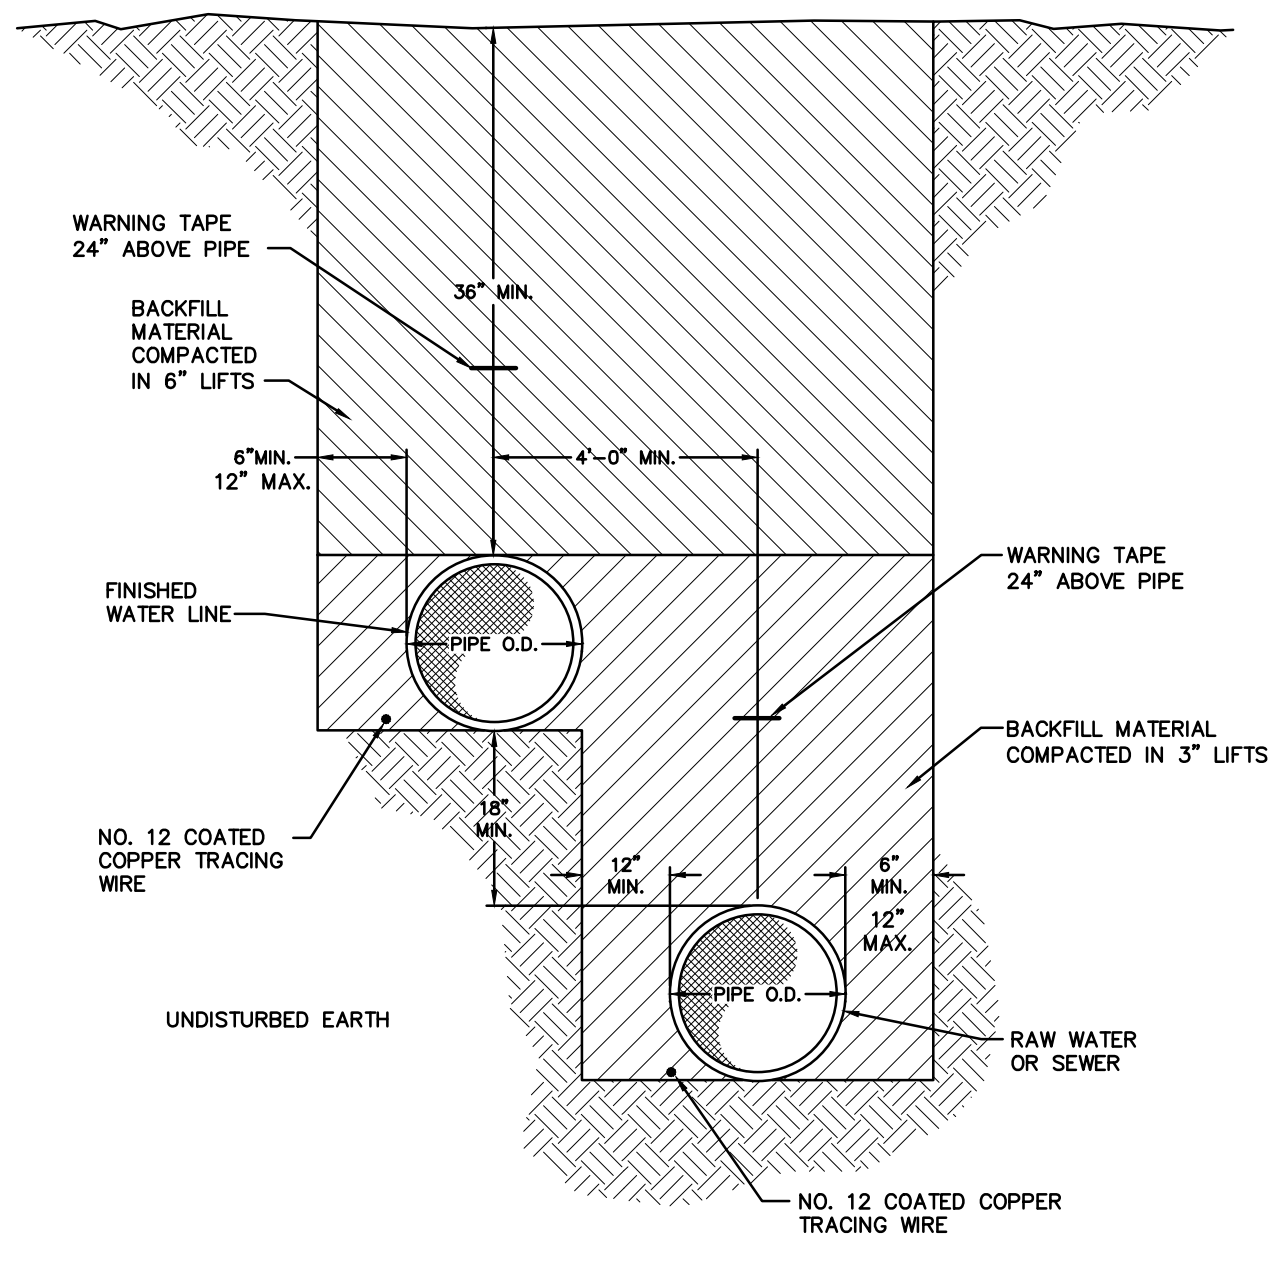 WARNING TAPE
24" ABOVE PIPE
36" MIN.
BACKFILL
MATERIAL
COMPACTED
IN 6" LIFTS
6"MIN.
12" MAX.
4'-0" MIN.
WARNING TAPE
24" ABOVE PIPE
FINISHED
WATER LINE
PIPE O.D.
BACKFILL MATERIAL
COMPACTED IN 3" LIFTS
18"
MIN.
NO. 12 COATED
COPPER TRACING
WIRE
12"
MIN.
6"
MIN.
12"
MAX.
PIPE O.D.
UNDISTURBED EARTH
RAW WATER
OR SEWER
NO. 12 COATED COPPER
TRACING WIRE